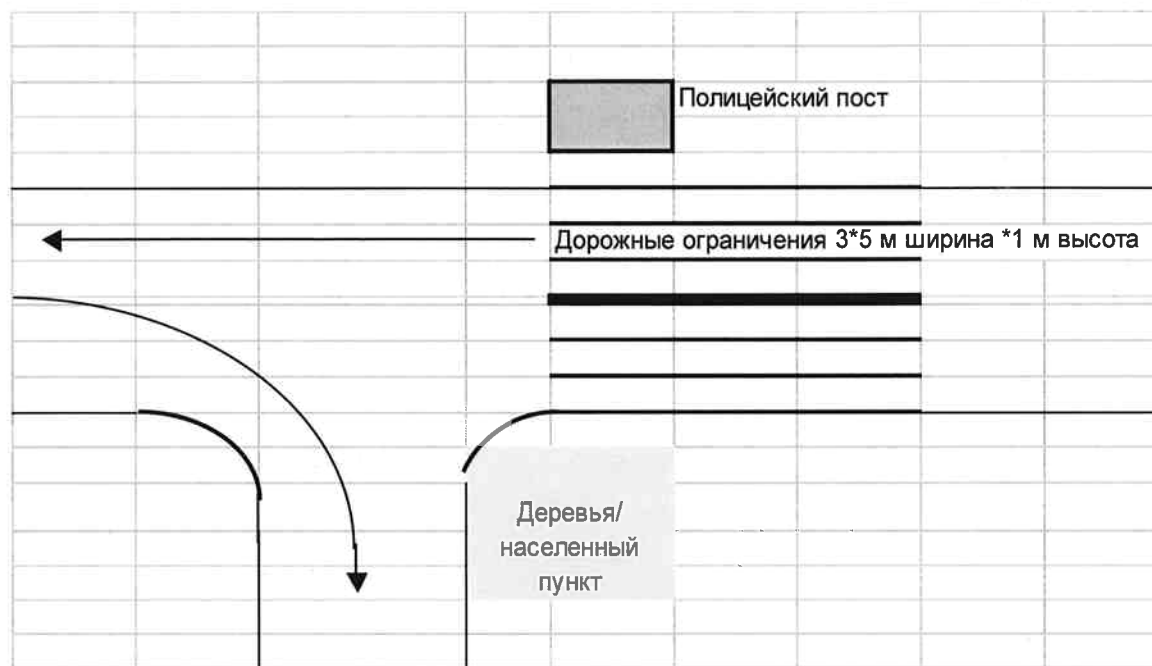 Полицейский пост
Дорожные ограничения 3*5 м ширина *1 м высота
Деревья/
населенный
пункт